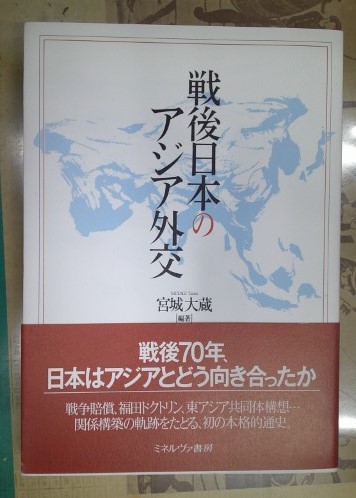 戦後日本の
アジア外交
MIYAGI Taizo
宮城大蔵
[編著]
戦後70年、
日本はアジアとどう向き合ったか
戦争賠償、福田ドクトリン、東アジア共同体構想…
関係構築の軌跡をたどる、初の本格的通史。
ミネルヴァ書房